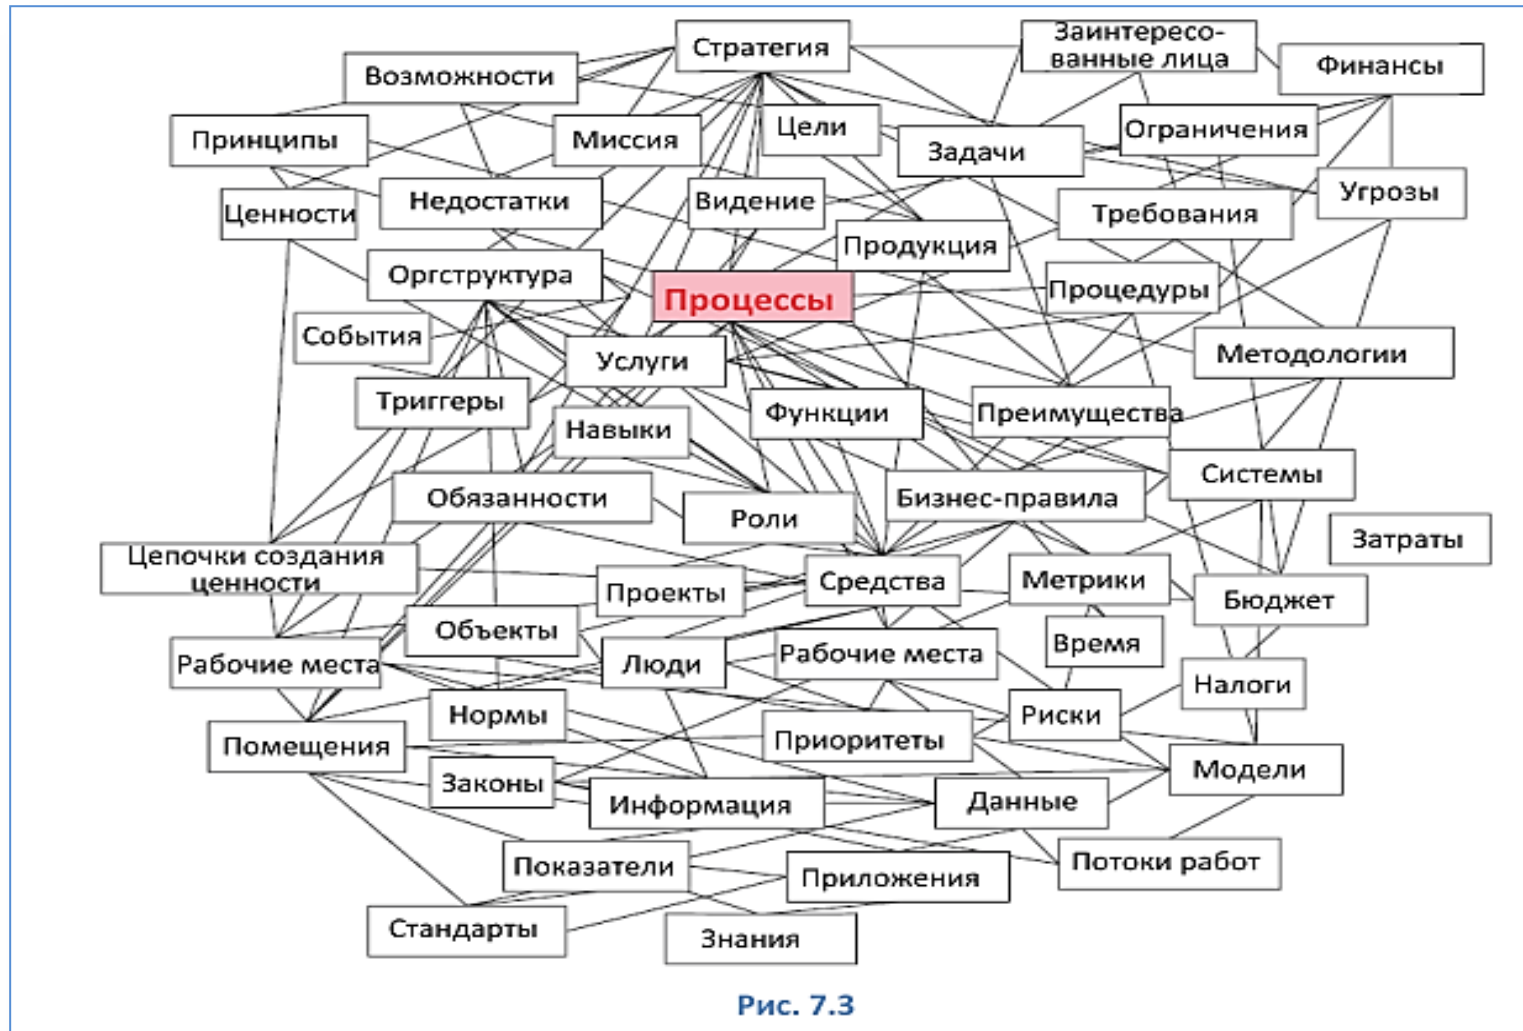 Стратегия
Заинтересо-
ванные лица
Финансы
Возможности
Принципы
Миссия
Цели
Задачи
Ограничения
Ценности
Недостатки
Видение
Требования
Угрозы
Продукция
Оргструктура
Процессы
Процедуры
События
Услуги
Методологии
Триггеры
Навыки
Функции
Преимущества
Обязанности
Роли
Бизнес-правила
Системы
Затраты
Цепочки создания
ценности
Проекты
Средства
Метрики
Бюджет
Объекты
Рабочие места
Люди
Рабочие места
Время
Налоги
Нормы
Риски
Помещения
Приоритеты
Модели
Законы
Информация
Данные
Показатели
Приложения
Потоки работ
Стандарты
Знания
Рис. 7.3